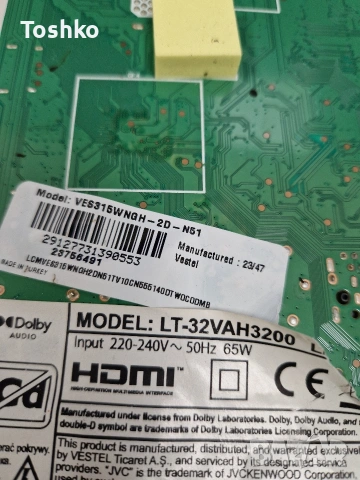 Toshko
Model: VES315WNGH-2D-N51
Manufactured : 23/47
Vestel
29127731390553
23756491
MADE IN TURKEY
Dolby
AUDIO
MODEL: LT-32VAH3200
Input 220-240V~ 50Hz 65W
HDMI
HIGH-DEFINITION MULTIMEDIA INTERFACE
Manufactured under license from Dolby Laboratories. Dolby, Dolby Audio, and
double-D symbol are trademarks of Dolby Laboratories Licensing Corporation.
This product is manufactured, distributed, and warranted exclusively
by VESTEL Ticaret A.Ş., and serviced by its designated service
providers. "JVC" is the trademark of JVCKENWOOD Corporation